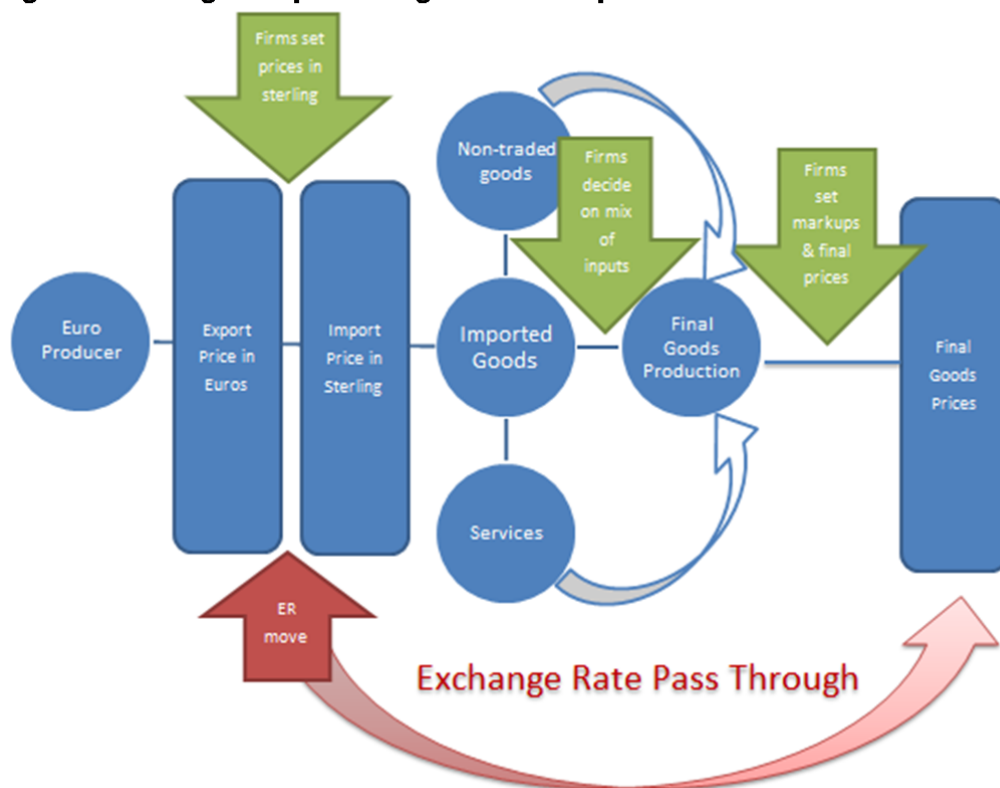 Firms set
prices in
sterling
Non-traded
goods
Firms
decide
on mix
of
inputs
Firms
set
markups
& final
prices
Euro
Producer
Export
Price in
Euros
Import
Price in
Sterling
Imported
Goods
Final
Goods
Production
Final
Goods
Prices
Services
ER
move
Exchange Rate Pass Through